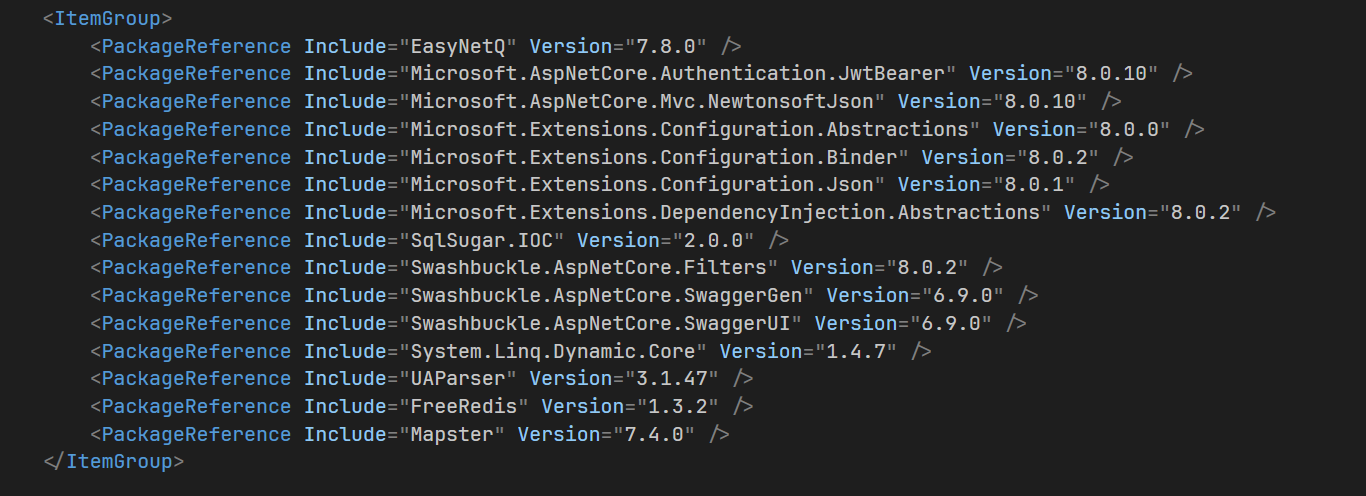 <ItemGroup>
<PackageReference Include="EasyNetQ" Version="7.8.0" />
<PackageReference Include="Microsoft.AspNetCore.Authentication.JwtBearer" Version="8.0.10" />
<PackageReference Include="Microsoft.AspNetCore.Mvc.NewtonsoftJson" Version="8.0.10" />
<PackageReference Include="Microsoft.Extensions.Configuration.Abstractions" Version="8.0.0" />
<PackageReference Include="Microsoft.Extensions.Configuration.Binder" Version="8.0.2" />
<PackageReference Include="Microsoft.Extensions.Configuration.Json" Version="8.0.1" />
<PackageReference Include="Microsoft.Extensions.DependencyInjection.Abstractions" Version="8.0.2" />
<PackageReference Include="SqlSugar.IOC" Version="2.0.0" />
<PackageReference Include="Swashbuckle.AspNetCore.Filters" Version="8.0.2" />
<PackageReference Include="Swashbuckle.AspNetCore.SwaggerGen" Version="6.9.0" />
<PackageReference Include="Swashbuckle.AspNetCore.SwaggerUI" Version="6.9.0" />
<PackageReference Include="System.Linq.Dynamic.Core" Version="1.4.7" />
<PackageReference Include="UAParser" Version="3.1.47" />
<PackageReference Include="FreeRedis" Version="1.3.2" />
<PackageReference Include="Mapster" Version="7.4.0" />
</ItemGroup>